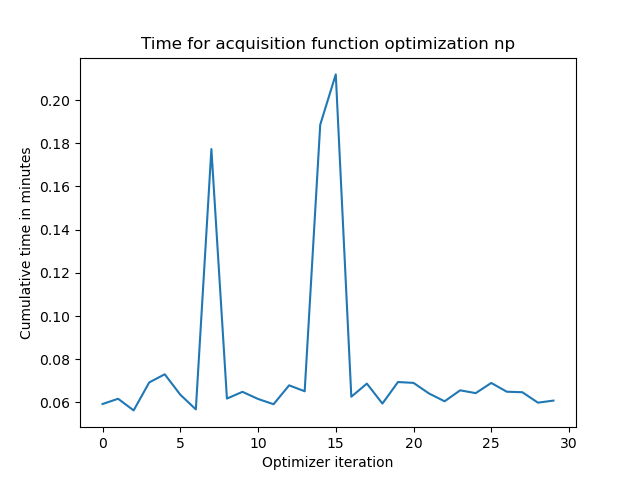 Time for acquisition function optimization np
Cumulative time in minutes
0.20
0.18
0.16
0.14
0.12
0.10
0.08
0.06
0 5 10 15 20 25 30
Optimizer iteration